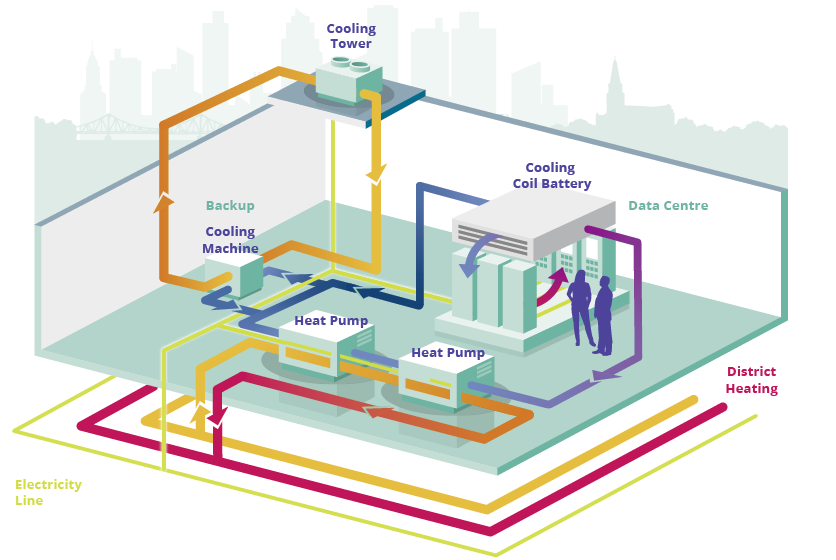 Cooling
Tower
Cooling
Coil Battery
Backup
Data Centre
Cooling
Machine
Heat Pump
Heat Pump
District
Heating
Electricity
Line